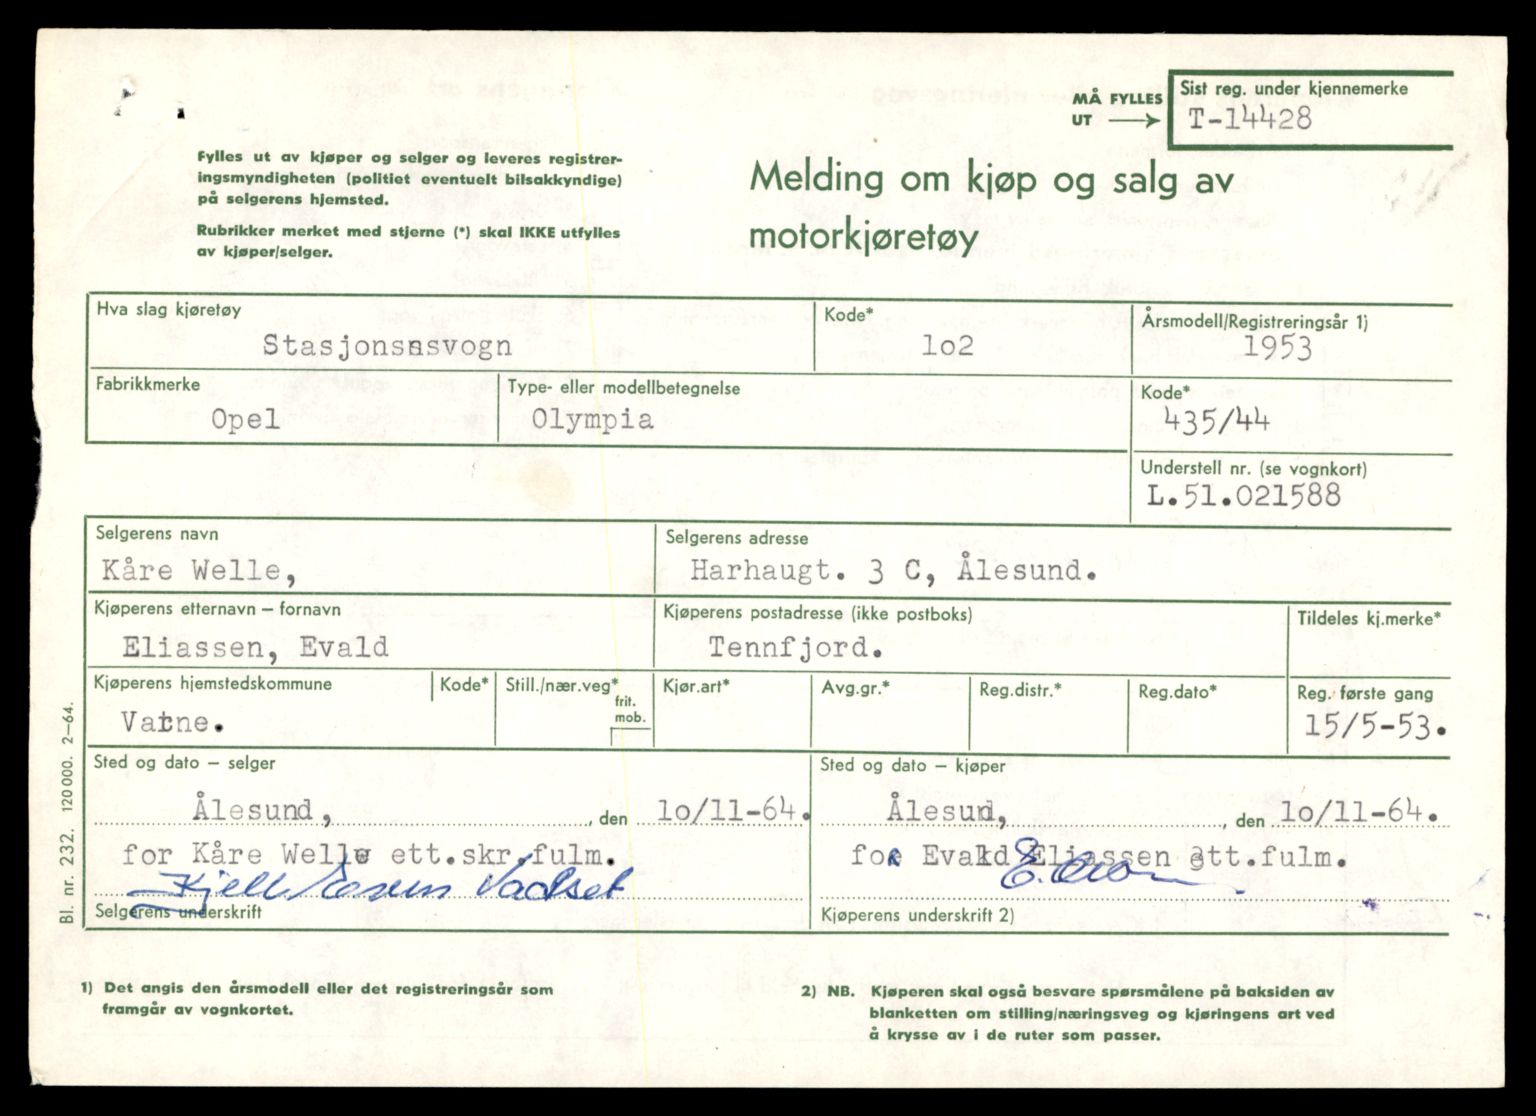 MÅ FYLLES
UT
Sist reg. under kjennemerke
T-14428
Fylles ut av kjøper og selger og leveres registrer-
ingsmyndigheten (politiet eventuelt bilsakkyndige)
på selgerens hjemsted.
Rubrikker merket med stjerne (*) skal IKKE utfylles
av kjøper/selger.
Melding om kjøp og salg av
motorkjøretøy
Hva slag kjøretøy
Stasjonsnsvogn
Kode*
1o2
Årsmodell/Registreringsår 1)
1953
Fabrikkmerke
Opel
Type- eller modellbetegnelse
Olympia
Kode*
435/44
Understell nr. (se vognkort)
L.51.021588
Selgerens navn
Kåre Welle,
Selgerens adresse
Harhaugt. 3 C, Ålesund.
Kjøperens etternavn – fornavn
Eliassen, Evald
Kjøperens postadresse (ikke postboks)
Tennfjord.
Tildeles kj.merke*
Kjøperens hjemstedskommune
Vatne.
Kode*
Still./nær.veg*
frit.
mob.
Kjør.art*
Avg.gr.*
Reg.distr.*
Reg.dato*
Reg. første gang
15/5-53.
Sted og dato – selger
Ålesund, den 1o/11-64.
for Kåre Welle ett.skr.fulm.
Kjell Vadset
Selgerens underskrift
Sted og dato – kjøper
Ålesund, den 1o/11-64.
for Evald Eliassen ett.fulm.
Kjøperens underskrift 2)
Bl. nr. 232. 120 000. 2–64.
1) Det angis den årsmodell eller det registreringsår som
framgår av vognkortet.
2) NB. Kjøperen skal også besvare spørsmålene på baksiden av
blanketten om stilling/næringsveg og kjøringens art ved
å krysse av i de ruter som passer.